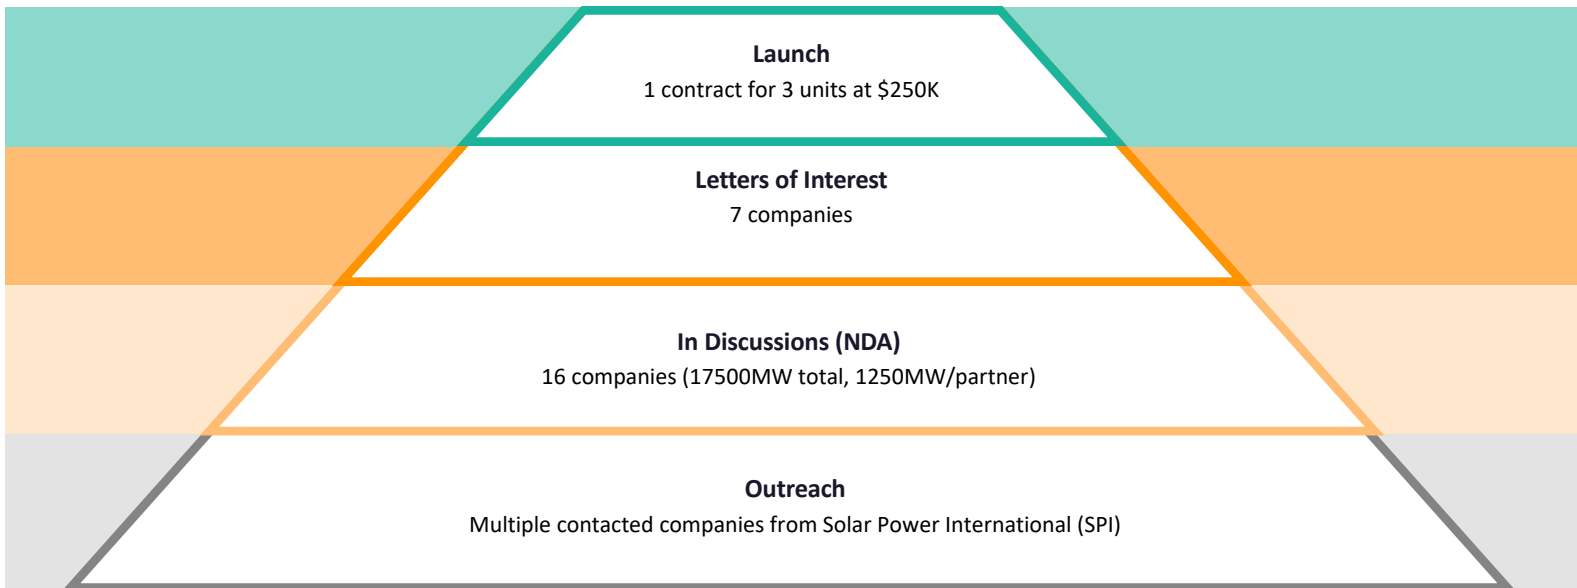 Launch
1 contract for 3 units at $250K
Letters of Interest
7 companies
In Discussions (NDA)
16 companies (17500MW total, 1250MW/partner)
Outreach
Multiple contacted companies from Solar Power International (SPI)